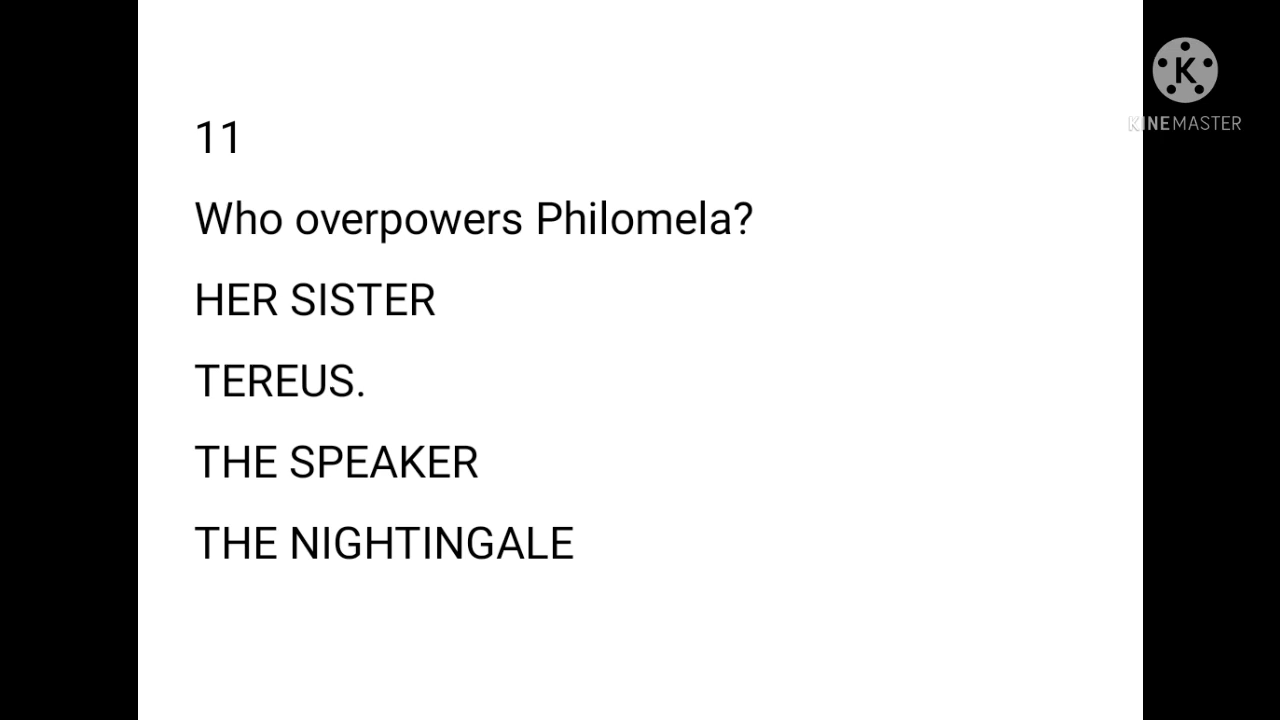 11
Who overpowers Philomela?
HER SISTER
TEREUS.
THE SPEAKER
THE NIGHTINGALE
K
KINEMASTER